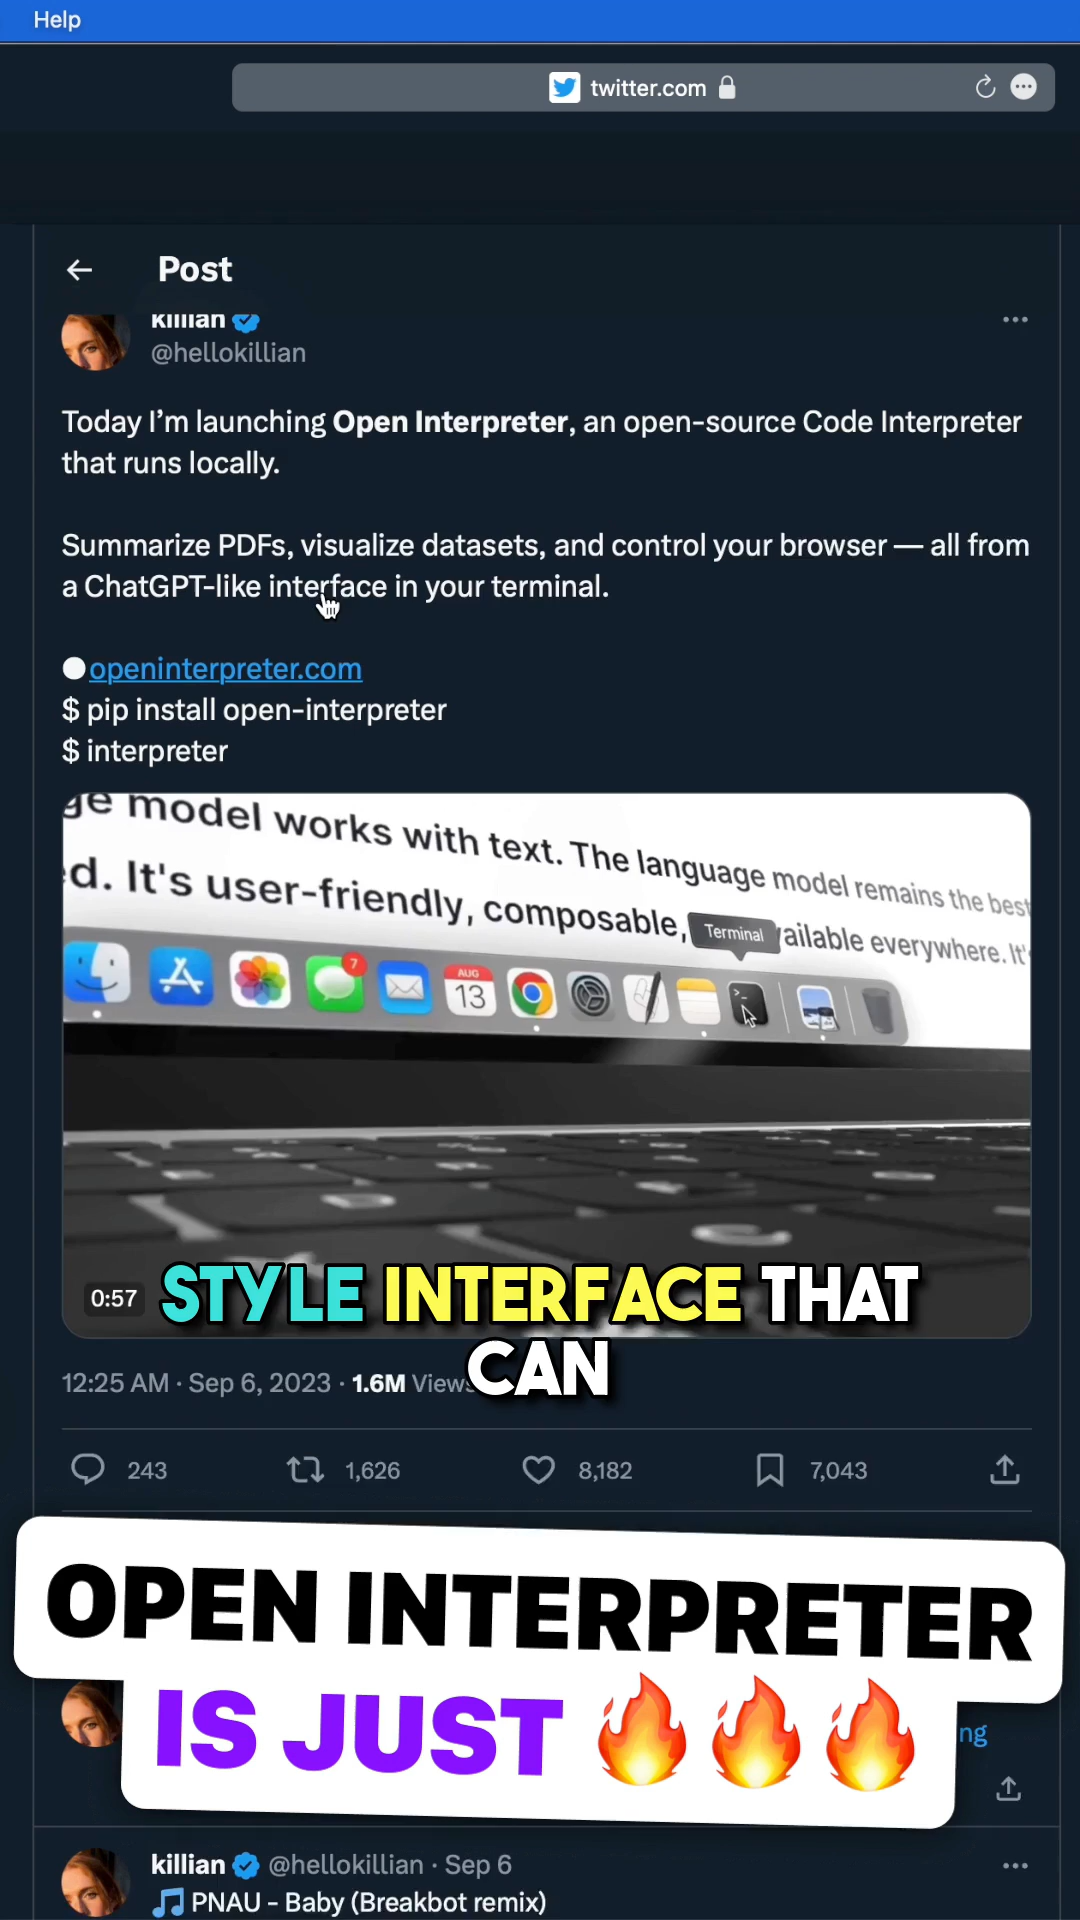 Help
twitter.com
Post
killian
@hellokillian
Today I'm launching Open Interpreter, an open-source Code Interpreter
that runs locally.
Summarize PDFs, visualize datasets, and control your browser — all from
a ChatGPT-like interface in your terminal.
openinterpreter.com
$ pip install open-interpreter
$ interpreter
ge model works with text. The language model remains the best
d. It's user-friendly, composable, ailable everywhere. It'
Terminal
7
AUG
13
0:57
STYLE INTERFACE THAT
CAN
12:25 AM · Sep 6, 2023 · 1.6M Views
243 1,626 8,182 7,043
OPEN INTERPRETER
IS JUST 🔥🔥🔥
ng
killian @hellokillian · Sep 6
🎵 PNAU - Baby (Breakbot remix)